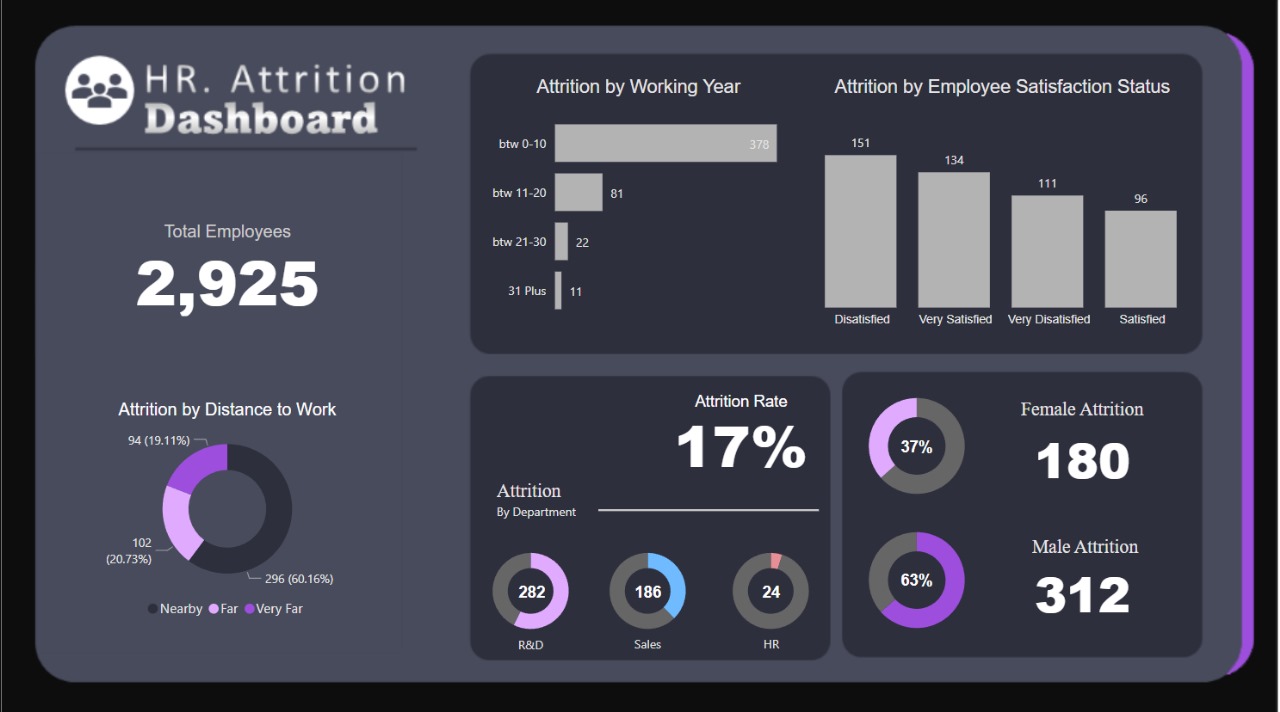 HR. Attrition
Dashboard
Total Employees
2,925
Attrition by Distance to Work
94 (19.11%)
102
(20.73%)
296 (60.16%)
Nearby Far Very Far
Attrition by Working Year
btw 0-10 378
btw 11-20 81
btw 21-30 22
31 Plus 11
Attrition by Employee Satisfaction Status
151 134 111 96
Disatisfied Very Satisfied Very Disatisfied Satisfied
Attrition Rate
17%
Attrition
By Department
282 186 24
R&D Sales HR
Female Attrition
37% 180
Male Attrition
63% 312